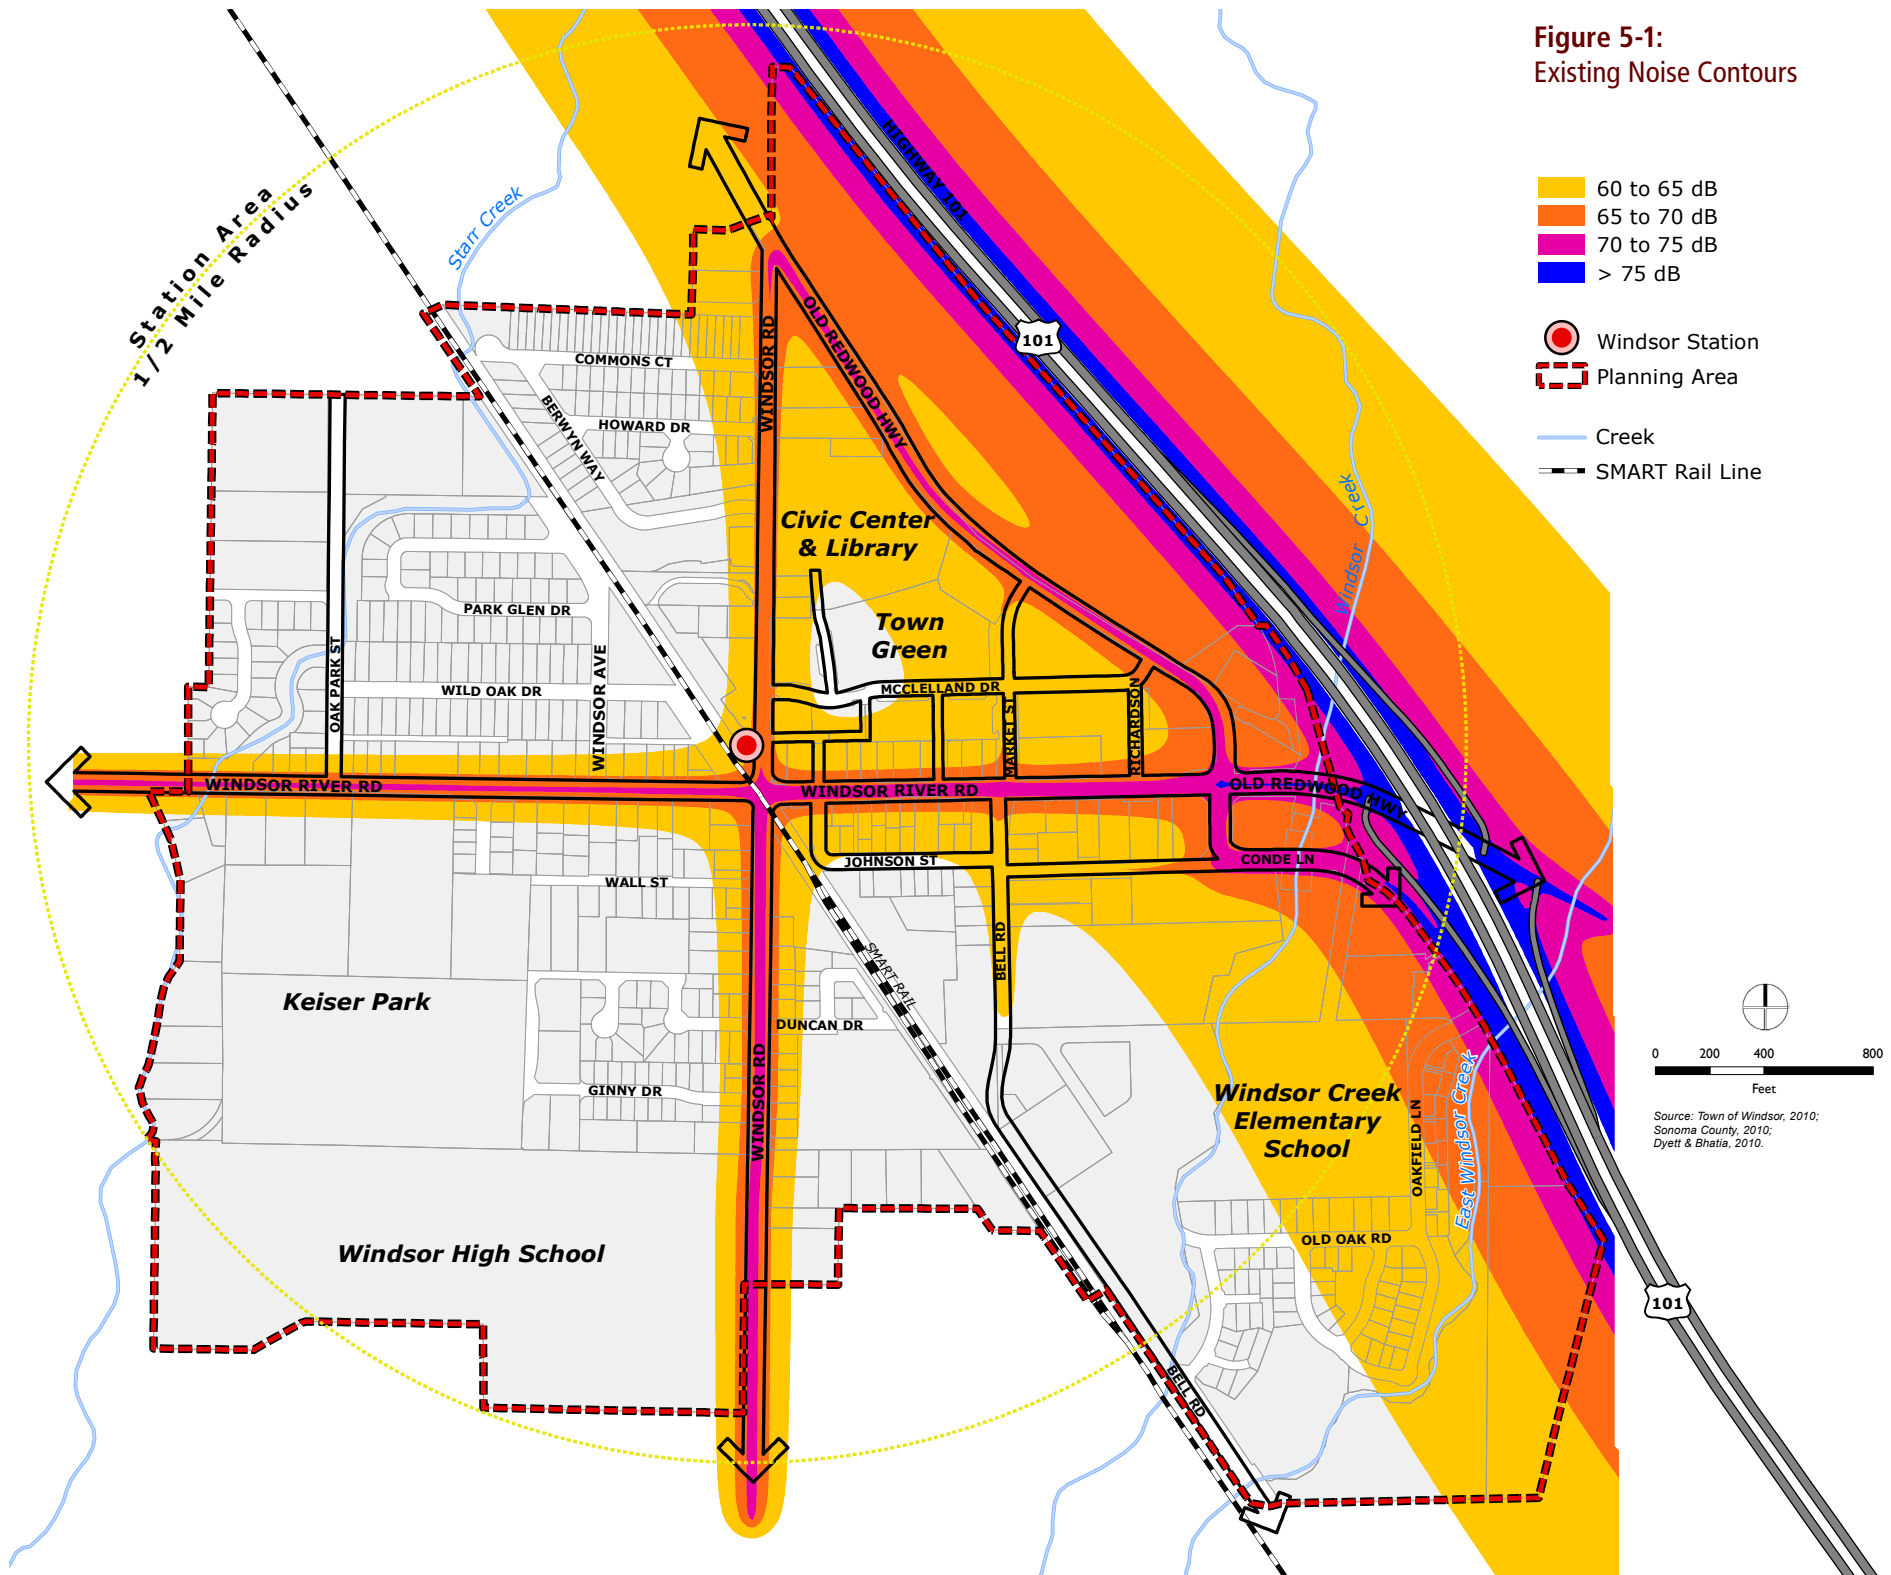 Figure 5-1:
Existing Noise Contours
60 to 65 dB
65 to 70 dB
70 to 75 dB
> 75 dB
Windsor Station
Planning Area
Creek
SMART Rail Line
Station Area
1/2 Mile Radius
Starr Creek
HIGHWAY 101
101
OLD REDWOOD HWY
WINDSOR RD
COMMONS CT
BERWYN WAY
HOWARD DR
Civic Center
& Library
Windsor Creek
PARK GLEN DR
Town
Green
OAK PARK ST
WINDSOR AVE
WILD OAK DR
MCCLELLAND DR
MARKET ST
RICHARDSON
WINDSOR RIVER RD
WINDSOR RIVER RD
OLD REDWOOD HWY
JOHNSON ST
CONDE LN
WALL ST
BELL RD
SMART RAIL
Keiser Park
DUNCAN DR
WINDSOR RD
GINNY DR
Windsor Creek
Elementary
School
OAKFIELD LN
East Windsor Creek
OLD OAK RD
Windsor High School
BELL RD
101
0 200 400 800
Feet
Source: Town of Windsor, 2010;
Sonoma County, 2010;
Dyett & Bhatia, 2010.